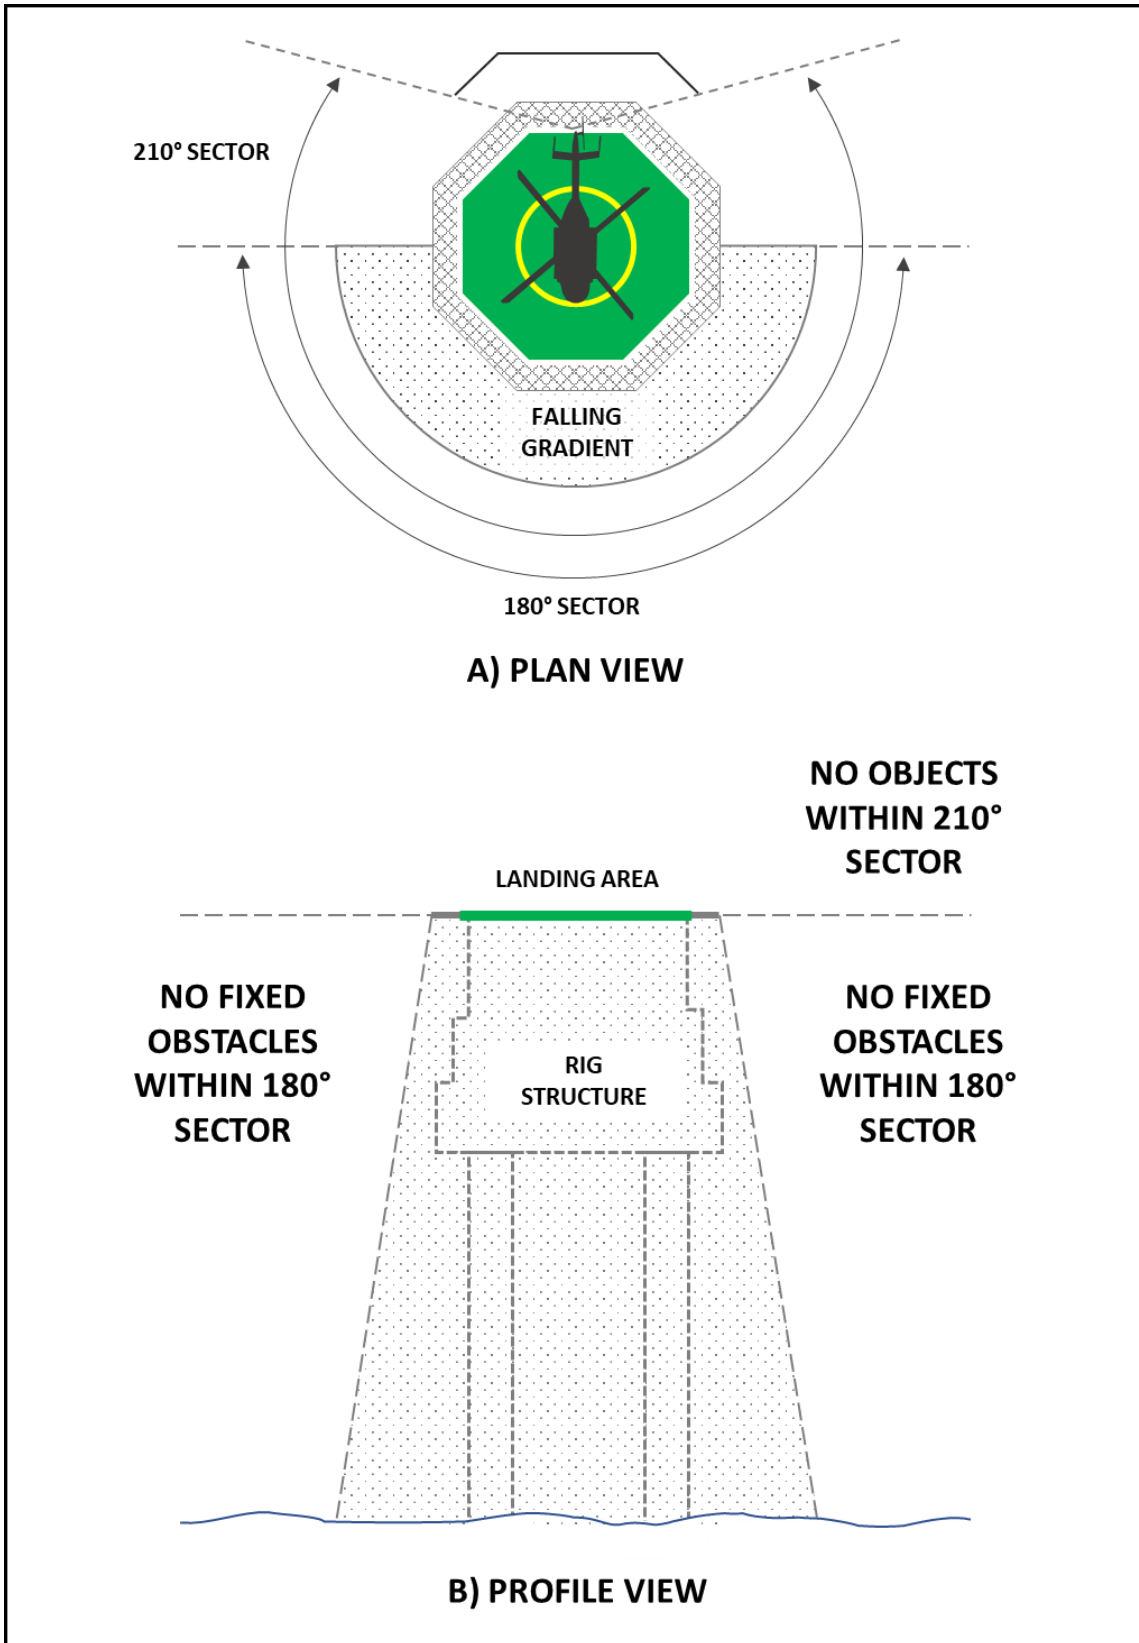 210° SECTOR
FALLING
GRADIENT
180° SECTOR
A) PLAN VIEW
NO OBJECTS
WITHIN 210°
SECTOR
LANDING AREA
NO FIXED
OBSTACLES
WITHIN 180°
SECTOR
RIG
STRUCTURE
NO FIXED
OBSTACLES
WITHIN 180°
SECTOR
B) PROFILE VIEW